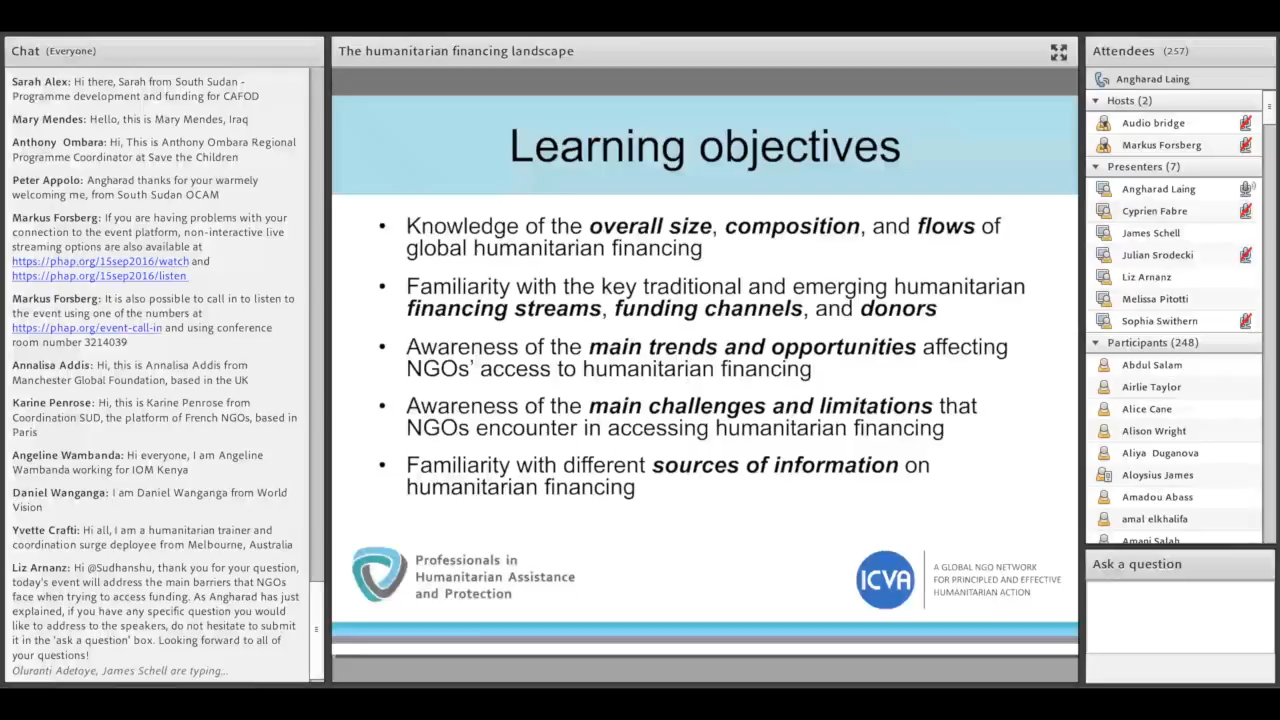 Chat (Everyone)
Sarah Alex: Hi there, Sarah from South Sudan -
Programme development and funding for CAFOD
Mary Mendes: Hello, this is Mary Mendes, Iraq
Anthony Ombara: Hi, This is Anthony Ombara Regional
Programme Coordinator at Save the Children
Peter Appolo: Angharad thanks for your warmely
welcoming me, from South Sudan OCAM
Markus Forsberg: If you are having problems with your
connection to the event platform, non-interactive live
streaming options are also available at
https://phap.org/15sep2016/watch and
https://phap.org/15sep2016/listen
Markus Forsberg: It is also possible to call in to listen to
the event using one of the numbers at
https://phap.org/event-call-in and using conference
room number 3214039
Annalisa Addis: Hi, this is Annalisa Addis from
Manchester Global Foundation, based in the UK
Karine Penrose: Hi, this is Karine Penrose from
Coordination SUD, the platform of French NGOs, based in
Paris
Angeline Wambanda: Hi everyone, I am Angeline
Wambanda working for IOM Kenya
Daniel Wanganga: I am Daniel Wanganga from World
Vision
Yvette Crafti: Hi all, I am a humanitarian trainer and
coordination surge deployee from Melbourne, Australia
Liz Arnanz: Hi @Sudhanshu, thank you for your question,
today's event will address the main barriers that NGOs
face when trying to access funding. As Angharad has just
explained, if you have any specific question you would
like to address to the speakers, do not hesitate to submit
it in the 'ask a question' box. Looking forward to all of
your questions!
Oluranti Adetoye, James Schell are typing...
The humanitarian financing landscape
Learning objectives
• Knowledge of the overall size, composition, and flows of
global humanitarian financing
• Familiarity with the key traditional and emerging humanitarian
financing streams, funding channels, and donors
• Awareness of the main trends and opportunities affecting
NGOs' access to humanitarian financing
• Awareness of the main challenges and limitations that
NGOs encounter in accessing humanitarian financing
• Familiarity with different sources of information on
humanitarian financing
Professionals in
Humanitarian Assistance
and Protection
ICVA
A GLOBAL NGO NETWORK
FOR PRINCIPLED AND EFFECTIVE
HUMANITARIAN ACTION
Attendees (257)
Angharad Laing
Hosts (2)
Audio bridge
Markus Forsberg
Presenters (7)
Angharad Laing
Cyprien Fabre
James Schell
Julian Srodecki
Liz Arnanz
Melissa Pitotti
Sophia Swithern
Participants (248)
Abdul Salam
Airlie Taylor
Alice Cane
Alison Wright
Aliya Duganova
Aloysius James
Amadou Abass
amal elkhalifa
Amani Salah
Ask a question